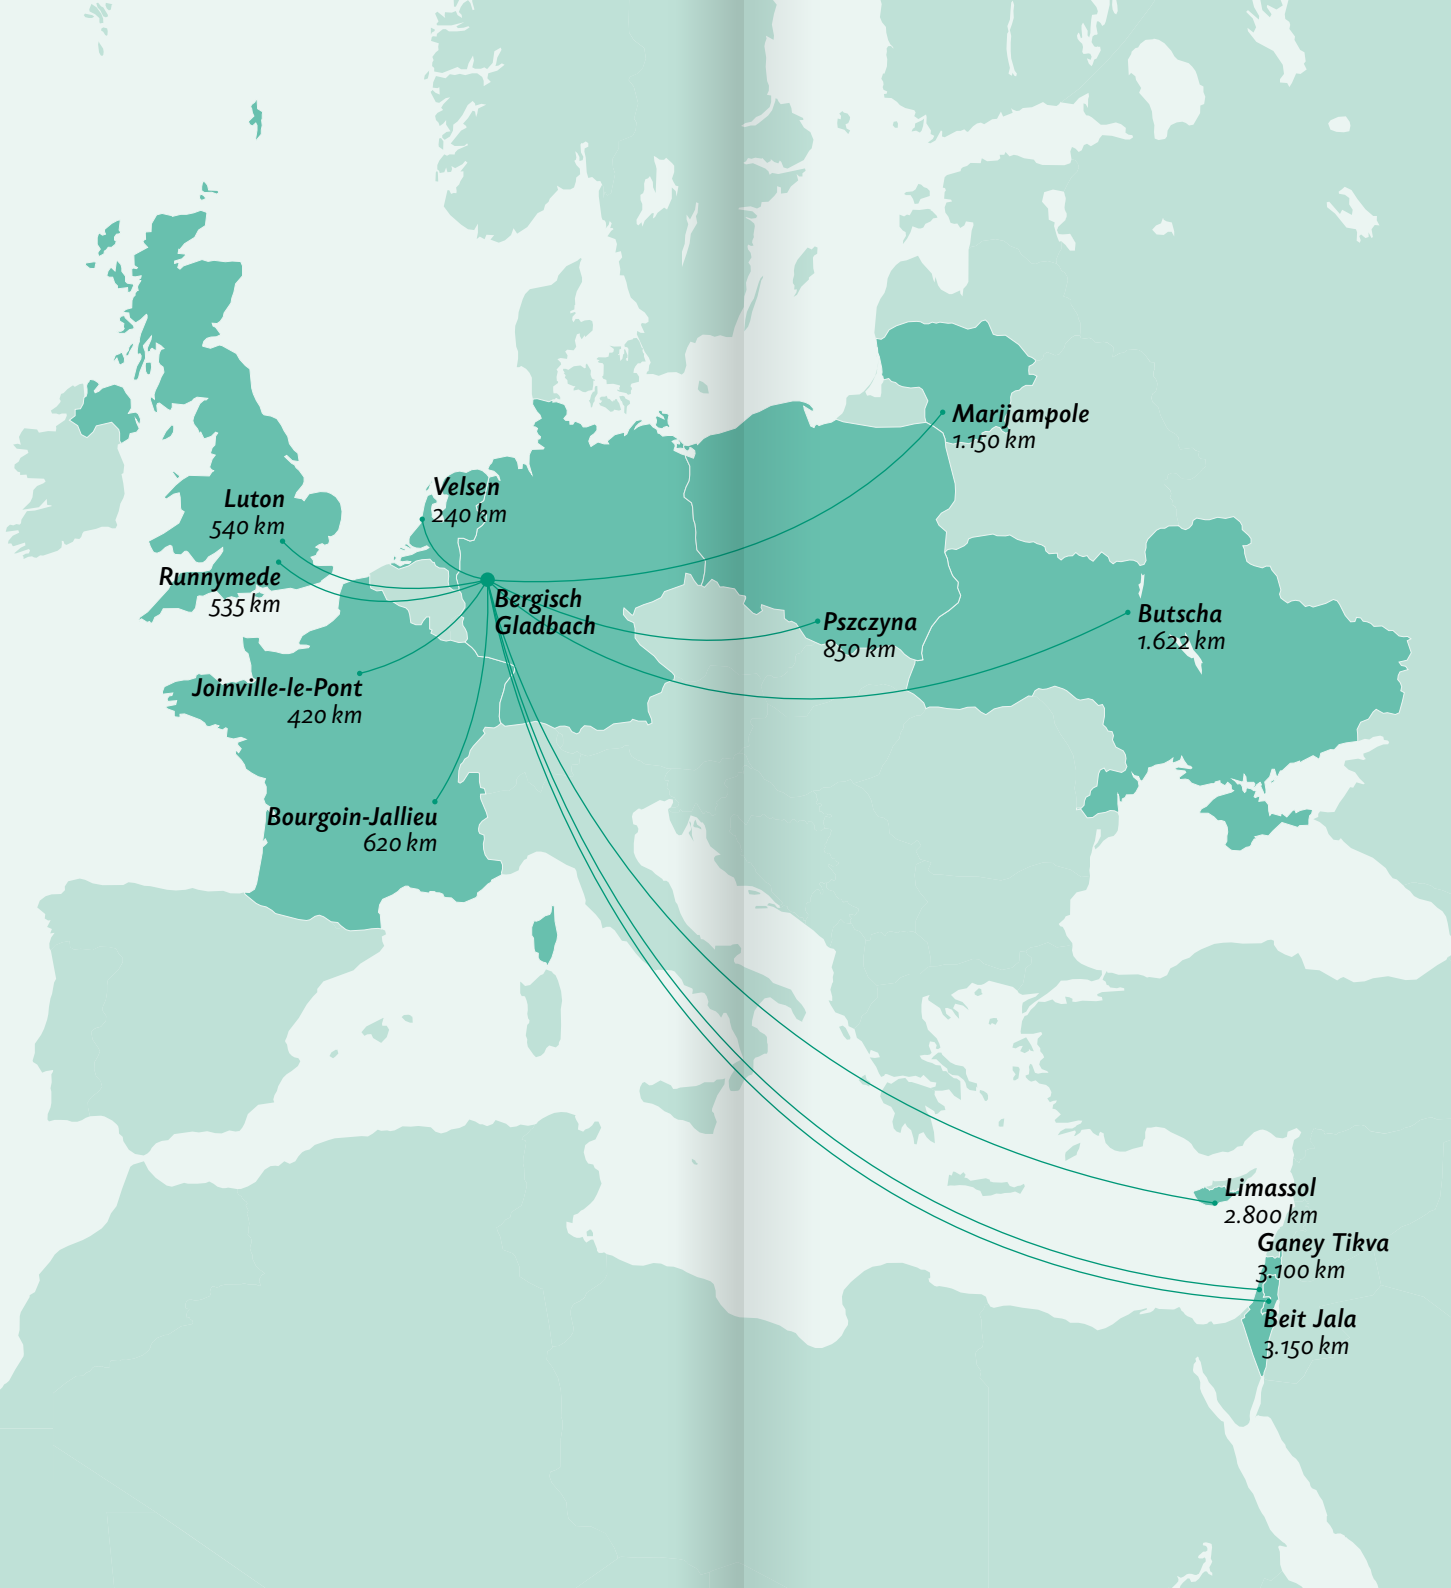 Marijampole
1.150 km
Velsen
240 km
Luton
540 km
Runnymede
535 km
Bergisch
Gladbach
Pszczyna
850 km
Butscha
1.622 km
Joinville-le-Pont
420 km
Bourgoin-Jallieu
620 km
Limassol
2.800 km
Ganey Tikva
3.100 km
Beit Jala
3.150 km